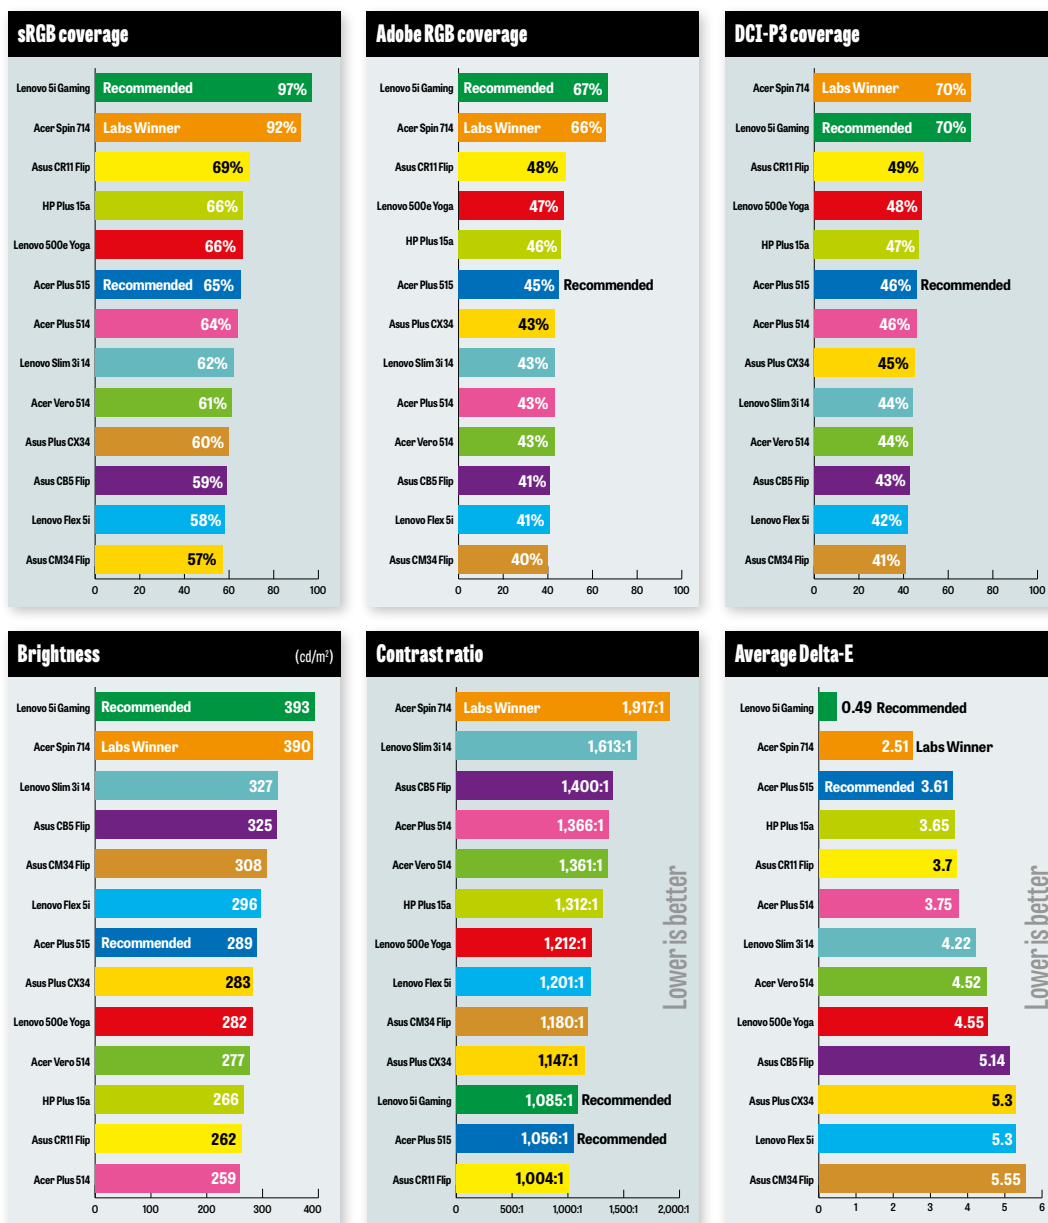 sRGB coverage
Lenovo 5i Gaming Recommended 97%
Acer Spin 714 Labs Winner 92%
Asus CR11 Flip 69%
HP Plus 15a 66%
Lenovo 500e Yoga 66%
Acer Plus 515 Recommended 65%
Acer Plus 514 64%
Lenovo Slim 3i 14 62%
Acer Vero 514 61%
Asus Plus CX34 60%
Asus CB5 Flip 59%
Lenovo Flex 5i 58%
Asus CM34 Flip 57%
0 20 40 60 80 100
Adobe RGB coverage
Lenovo 5i Gaming Recommended 67%
Acer Spin 714 Labs Winner 66%
Asus CR11 Flip 48%
Lenovo 500e Yoga 47%
HP Plus 15a 46%
Acer Plus 515 45% Recommended
Asus Plus CX34 43%
Lenovo Slim 3i 14 43%
Acer Plus 514 43%
Acer Vero 514 43%
Asus CB5 Flip 41%
Lenovo Flex 5i 41%
Asus CM34 Flip 40%
0 20 40 60 80 100
DCI-P3 coverage
Acer Spin 714 Labs Winner 70%
Lenovo 5i Gaming Recommended 70%
Asus CR11 Flip 49%
Lenovo 500e Yoga 48%
HP Plus 15a 47%
Acer Plus 515 46% Recommended
Acer Plus 514 46%
Asus Plus CX34 45%
Lenovo Slim 3i 14 44%
Acer Vero 514 44%
Asus CB5 Flip 43%
Lenovo Flex 5i 42%
Asus CM34 Flip 41%
0 20 40 60 80 100
Brightness (cd/m²)
Lenovo 5i Gaming Recommended 393
Acer Spin 714 Labs Winner 390
Lenovo Slim 3i 14 327
Asus CB5 Flip 325
Asus CM34 Flip 308
Lenovo Flex 5i 296
Acer Plus 515 Recommended 289
Asus Plus CX34 283
Lenovo 500e Yoga 282
Acer Vero 514 277
HP Plus 15a 266
Asus CR11 Flip 262
Acer Plus 514 259
0 100 200 300 400
Contrast ratio
Acer Spin 714 Labs Winner 1,917:1
Lenovo Slim 3i 14 1,613:1
Asus CB5 Flip 1,400:1
Acer Plus 514 1,366:1
Acer Vero 514 1,361:1
HP Plus 15a 1,312:1
Lenovo 500e Yoga 1,212:1
Lenovo Flex 5i 1,201:1
Asus CM34 Flip 1,180:1
Asus Plus CX34 1,147:1
Lenovo 5i Gaming 1,085:1 Recommended
Acer Plus 515 1,056:1 Recommended
Asus CR11 Flip 1,004:1
0 500:1 1,000:1 1,500:1 2,000:1
Lower is better
Average Delta-E
Lenovo 5i Gaming 0.49 Recommended
Acer Spin 714 2.51 Labs Winner
Acer Plus 515 Recommended 3.61
HP Plus 15a 3.65
Asus CR11 Flip 3.7
Acer Plus 514 3.75
Lenovo Slim 3i 14 4.22
Acer Vero 514 4.52
Lenovo 500e Yoga 4.55
Asus CB5 Flip 5.14
Asus Plus CX34 5.3
Lenovo Flex 5i 5.3
Asus CM34 Flip 5.55
0 1 2 3 4 5 6
Lower is better